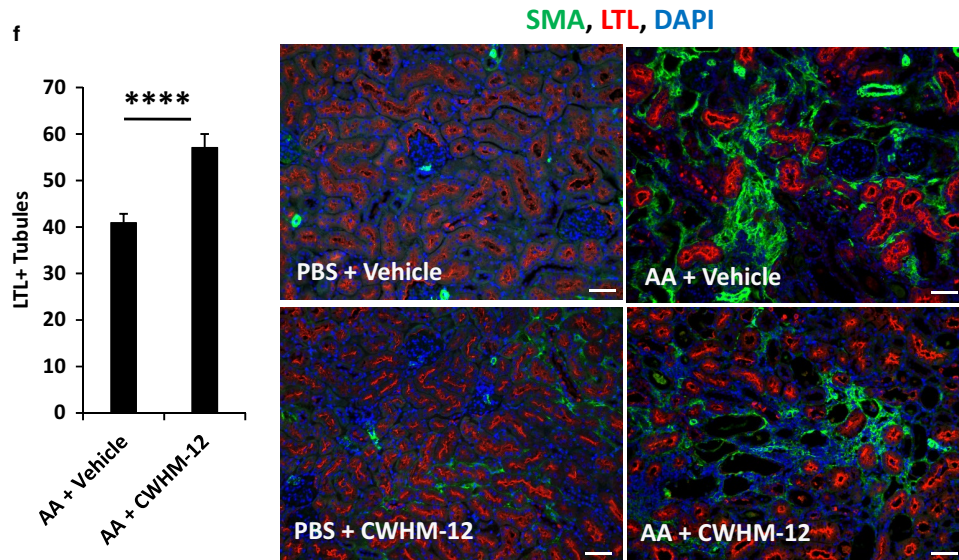 f
SMA, LTL, DAPI
****
LTL+ Tubules
70
60
50
40
30
20
10
0
AA + Vehicle
AA + CWHM-12
PBS + Vehicle
AA + Vehicle
PBS + CWHM-12
AA + CWHM-12